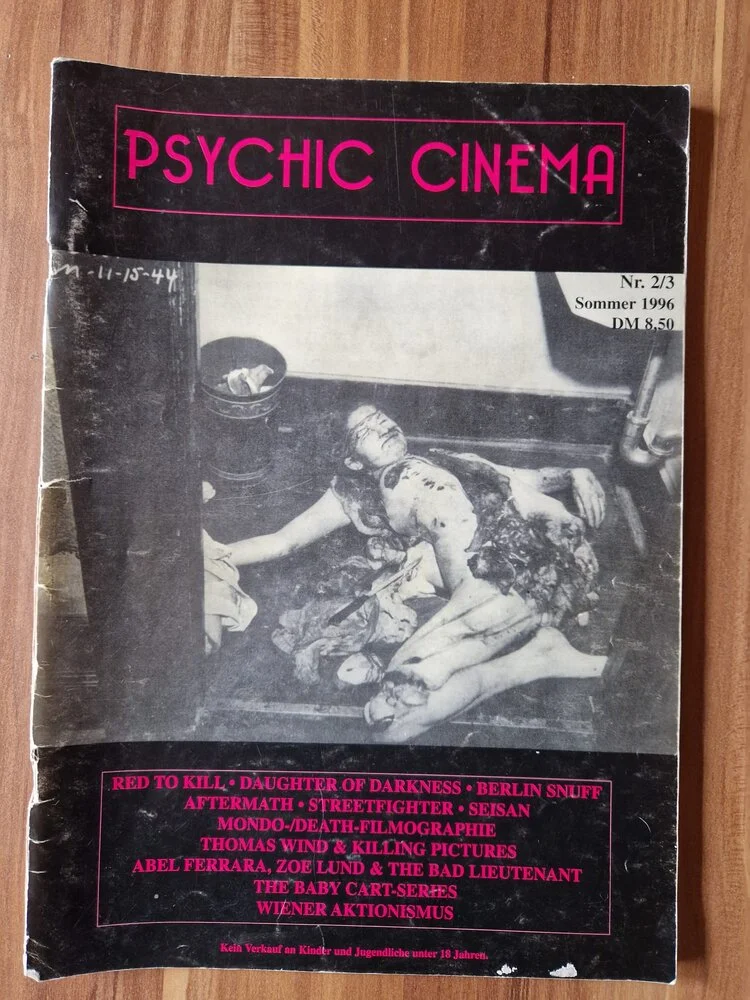 PSYCHIC CINEMA
-11-15-44
Nr. 2/3
Sommer 1996
DM 8,50
RED TO KILL • DAUGHTER OF DARKNESS • BERLIN SNUFF
AFTERMATH • STREETFIGHTER • SEISAN
MONDO-/DEATH-FILMOGRAPHIE
THOMAS WIND & KILLING PICTURES
ABEL FERRARA, ZOE LUND & THE BAD LIEUTENANT
THE BABY CART-SERIES
WIENER AKTIONISMUS
Kein Verkauf an Kinder und Jugendliche unter 18 Jahren.